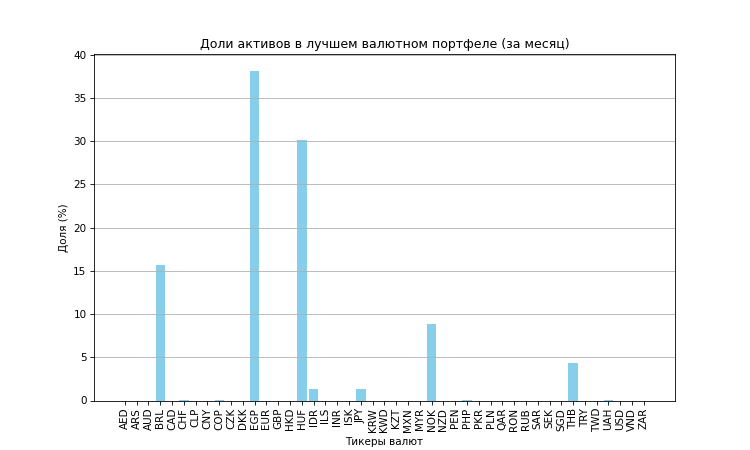 Доли активов в лучшем валютном портфеле (за месяц)
Доля (%)
40
35
30
25
20
15
10
5
0
AED ARS AUD BRL CAD CHF CLP CNY COP CZK DKK EGP EUR GBP HKD HUF IDR ILS INR ISK JPY KRW KWD KZT MXN MYR NOK NZD PEN PHP PKR PLN QAR RON RUB SAR SEK SGD THB TRY TWD UAH USD VND ZAR
Тикеры валют